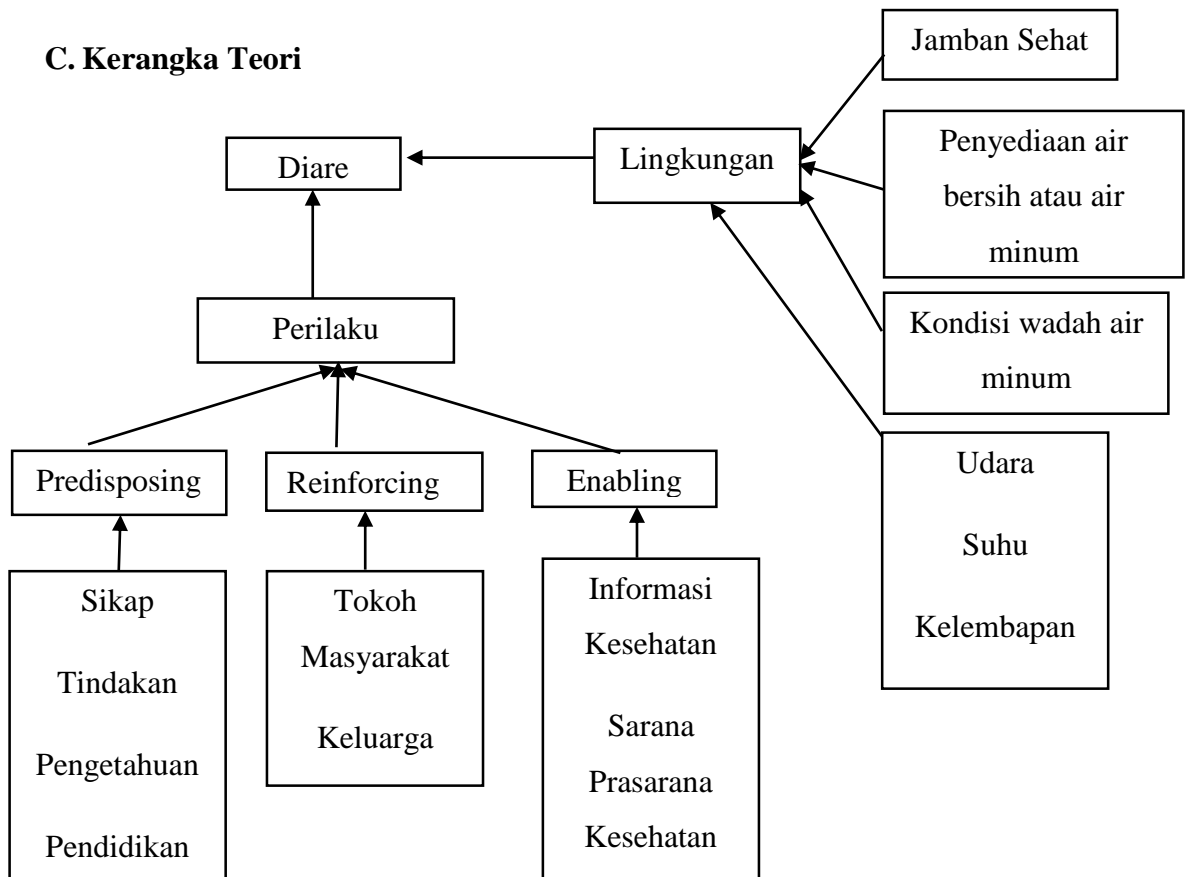 C. Kerangka Teori
Jamban Sehat
Diare
Lingkungan
Penyediaan air
bersih atau air
minum
Perilaku
Kondisi wadah air
minum
Predisposing
Reinforcing
Enabling
Udara
Suhu
Kelembapan
Sikap
Tindakan
Pengetahuan
Pendidikan
Tokoh
Masyarakat
Keluarga
Informasi
Kesehatan
Sarana
Prasarana
Kesehatan